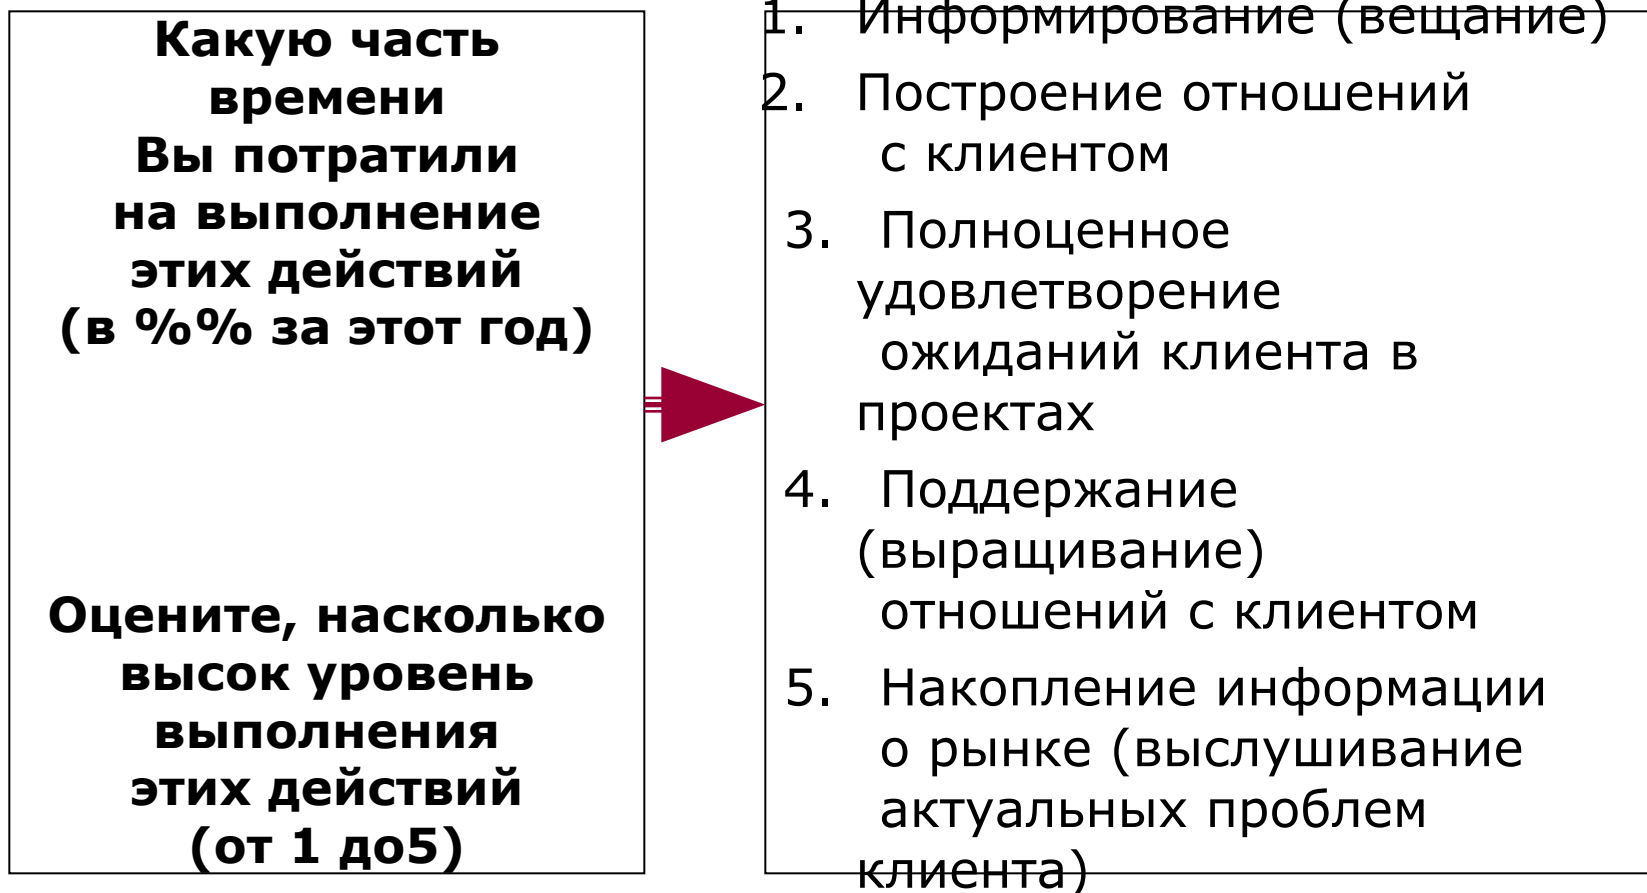 Какую часть
времени
Вы потратили
на выполнение
этих действий
(в %% за этот год)
Оцените, насколько
высок уровень
выполнения
этих действий
(от 1 до5)
1. Информирование (вещание)
2. Построение отношений
с клиентом
3. Полноценное
удовлетворение
ожиданий клиента в
проектах
4. Поддержание
(выращивание)
отношений с клиентом
5. Накопление информации
о рынке (выслушивание
актуальных проблем
клиента)